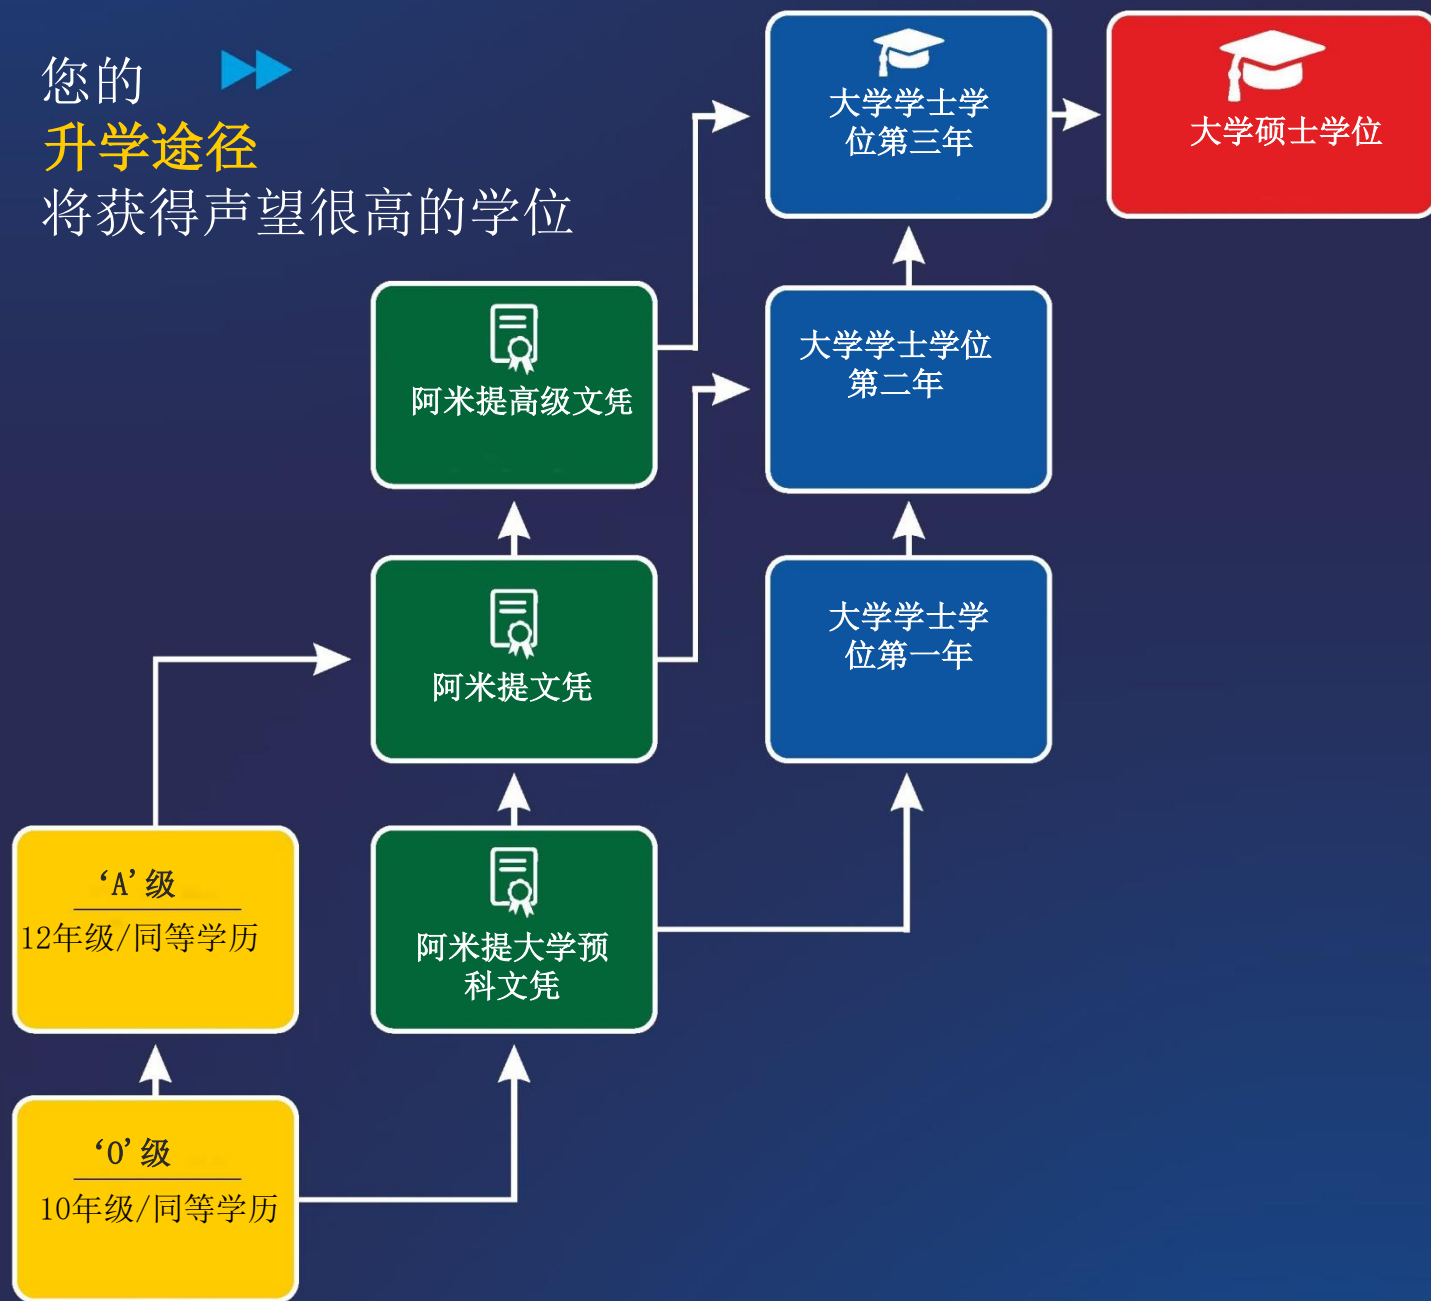 您的
升学途径
将获得声望很高的学位
大学学士学
位第三年
大学硕士学位
阿米提高级文凭
大学学士学位
第二年
阿米提文凭
大学学士学
位第一年
‘A’级
12年级/同等学历
阿米提大学预
科文凭
‘O’级
10年级/同等学历